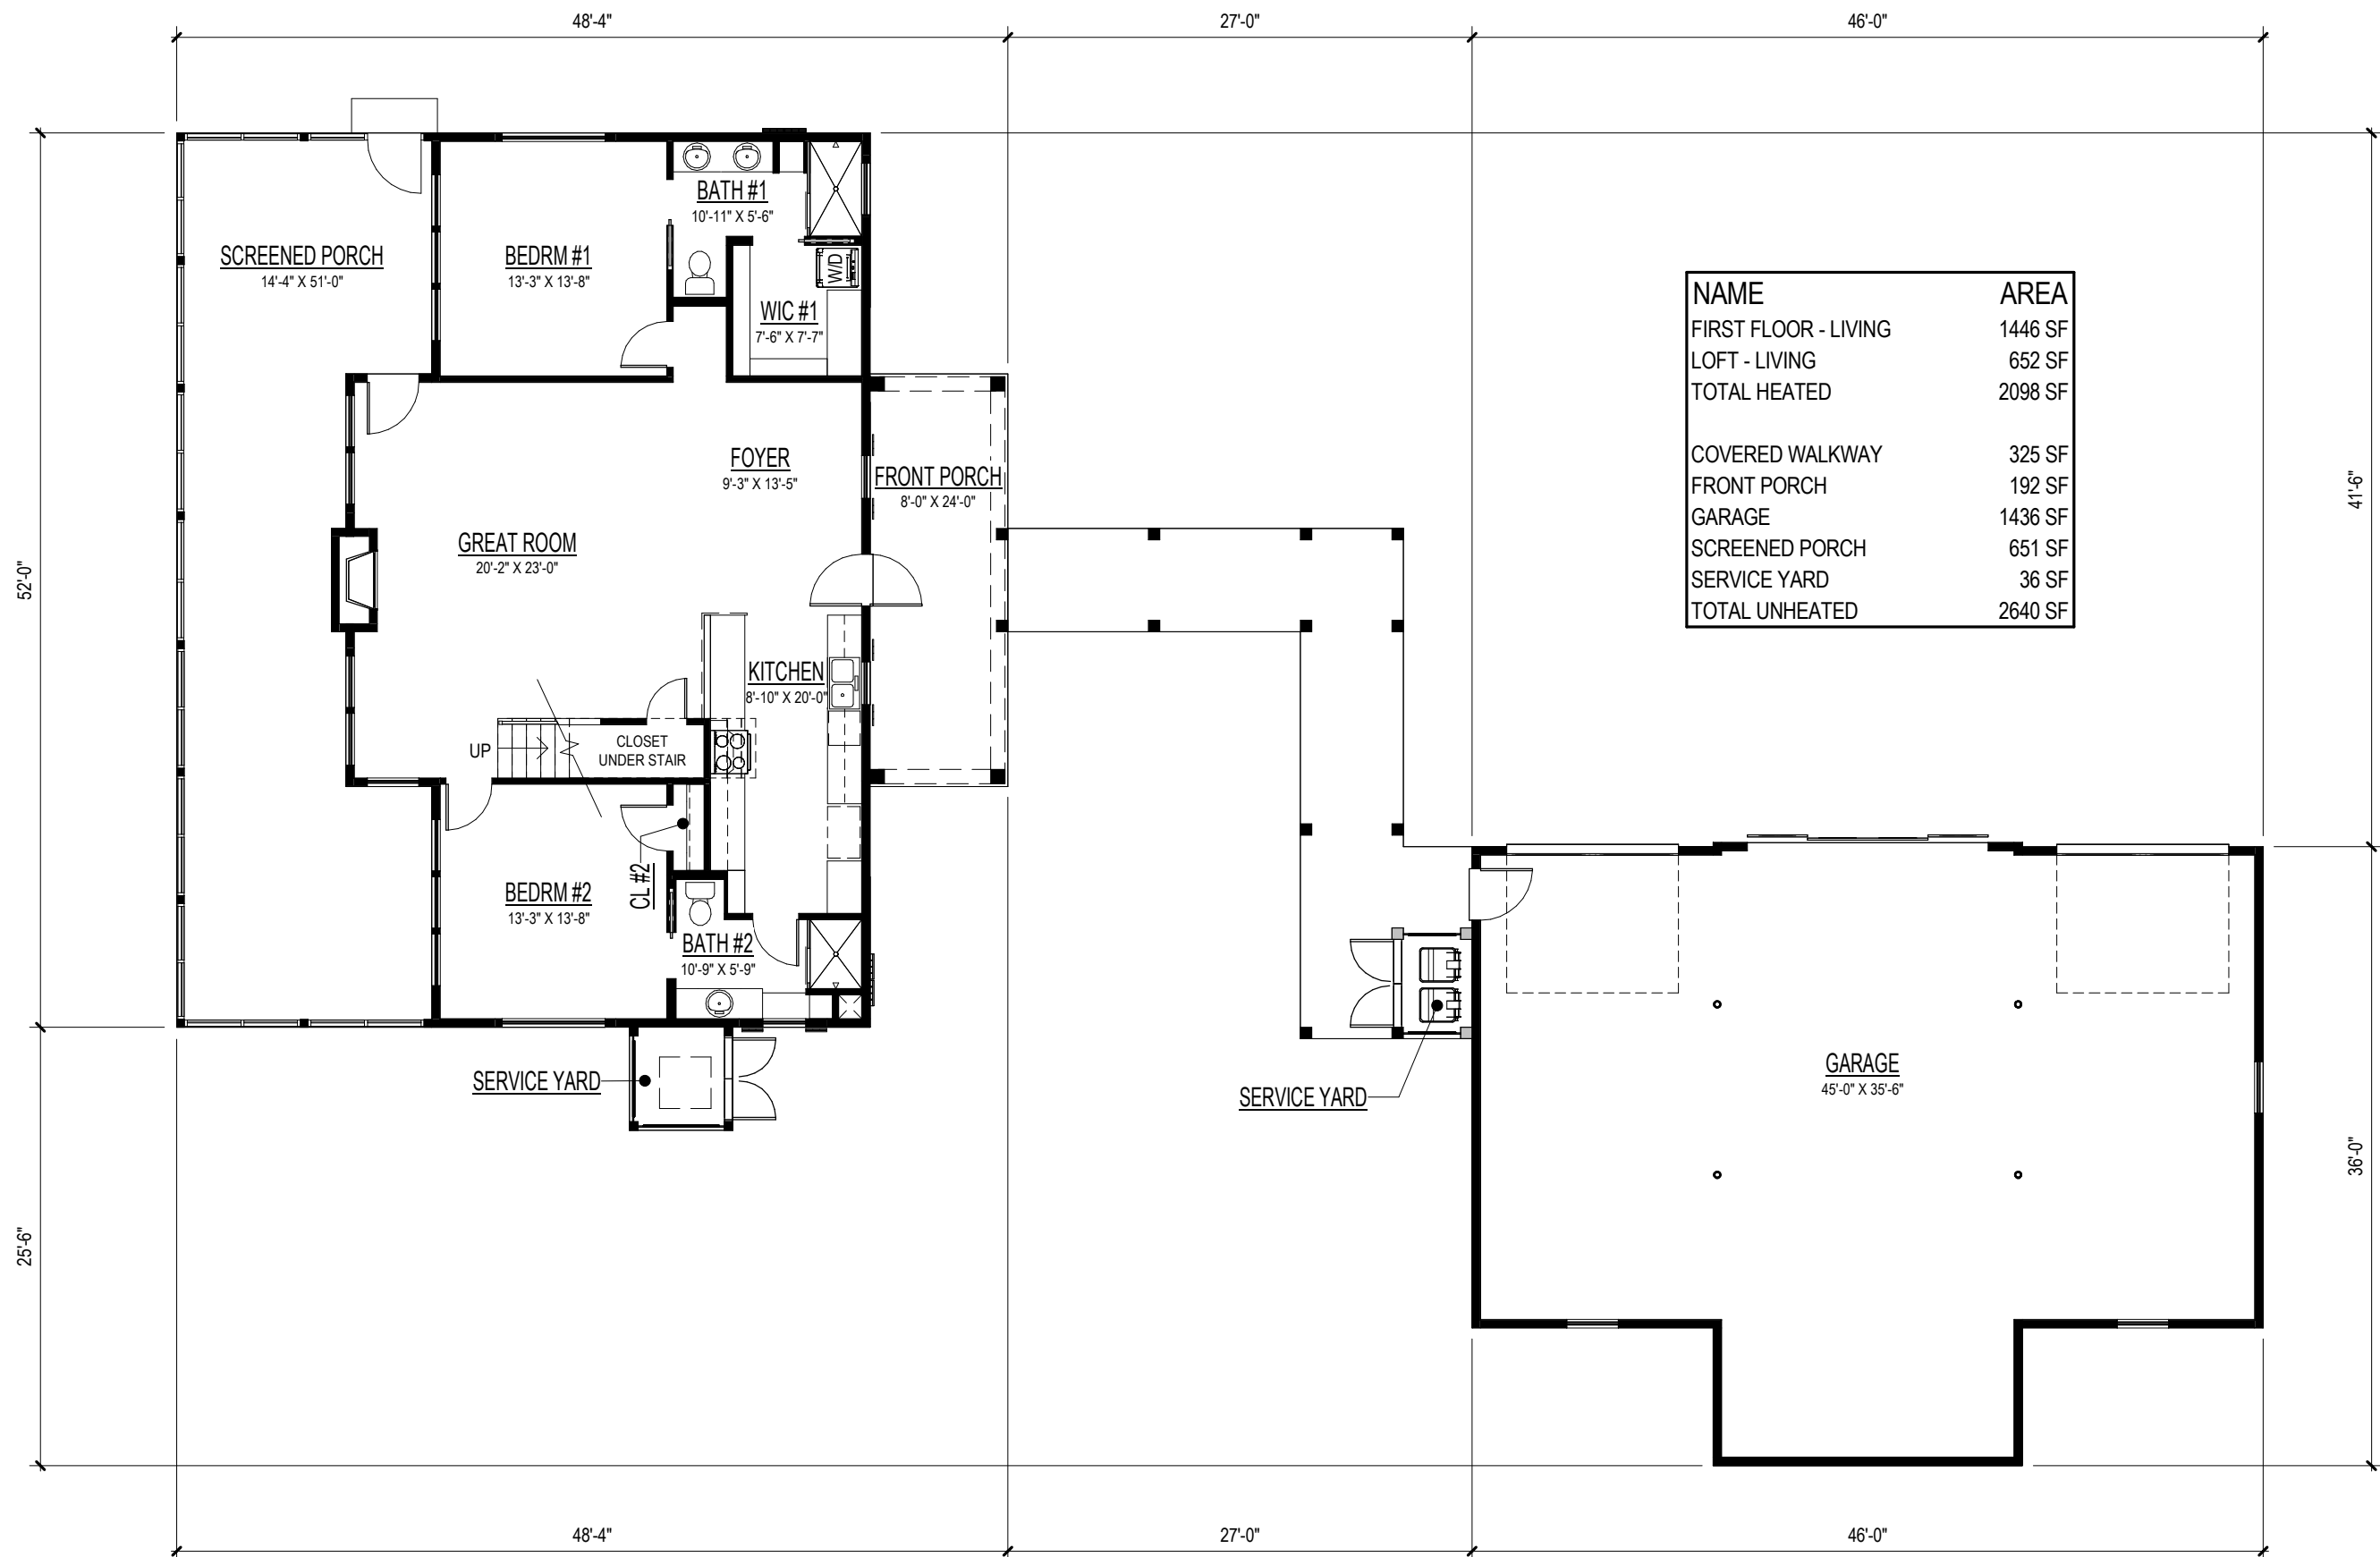 48'-4"
27'-0"
46'-0"
52'-0"
25'-6"
SCREENED PORCH
14'-4" X 51'-0"
BEDRM #1
13'-3" X 13'-8"
BATH #1
10'-11" X 5'-6"
W/D
WIC #1
7'-6" X 7'-7"
FOYER
9'-3" X 13'-5"
FRONT PORCH
8'-0" X 24'-0"
GREAT ROOM
20'-2" X 23'-0"
KITCHEN
8'-10" X 20'-0"
UP
CLOSET
UNDER STAIR
BEDRM #2
13'-3" X 13'-8"
CL #2
BATH #2
10'-9" X 5'-9"
SERVICE YARD
SERVICE YARD
GARAGE
45'-0" X 35'-6"
NAME AREA
FIRST FLOOR - LIVING 1446 SF
LOFT - LIVING 652 SF
TOTAL HEATED 2098 SF
COVERED WALKWAY 325 SF
FRONT PORCH 192 SF
GARAGE 1436 SF
SCREENED PORCH 651 SF
SERVICE YARD 36 SF
TOTAL UNHEATED 2640 SF
41'-6"
36'-0"
48'-4"
27'-0"
46'-0"